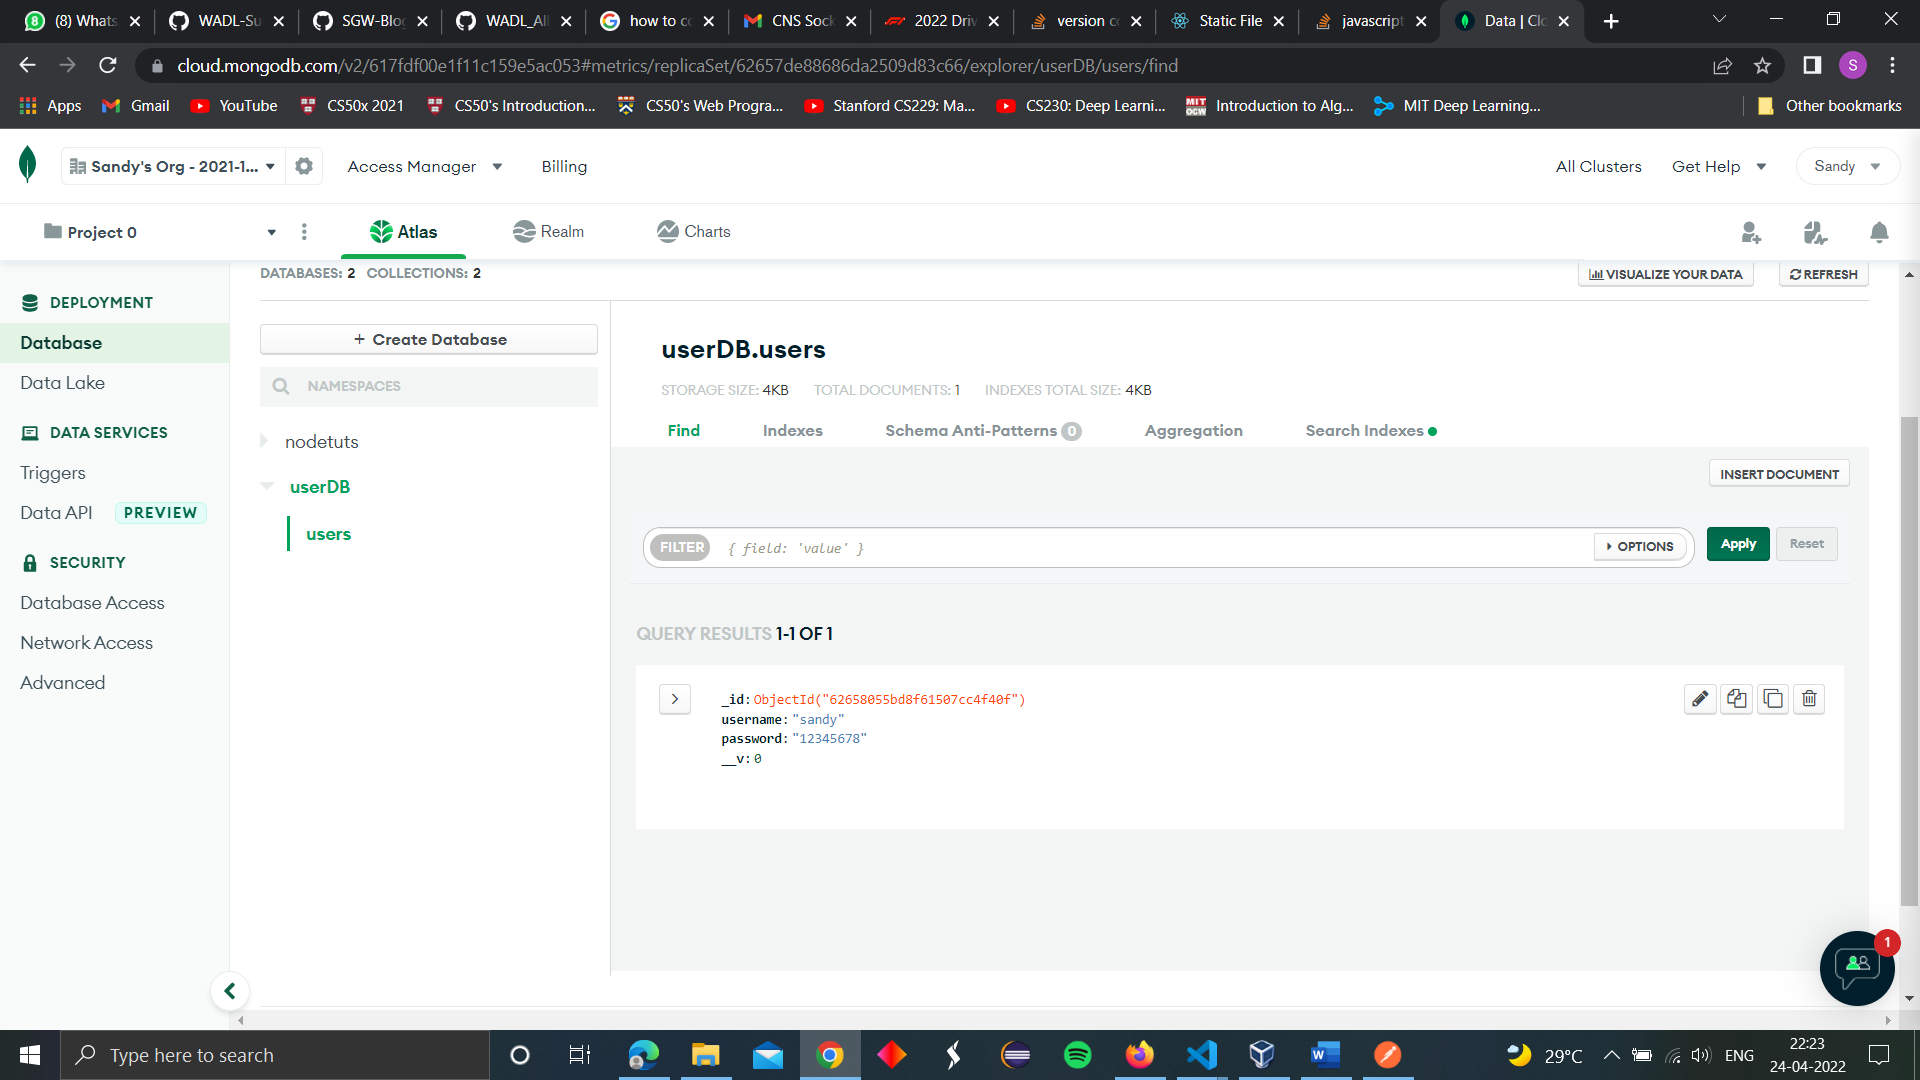 (8) Whats
WADL-Su
SGW-Blog
WADL_All
how to co
CNS Sock
2022 Driv
version co
Static File
javascript
Data | Clo
cloud.mongodb.com/v2/617fdf00e1f11c159e5ac053#metrics/replicaSet/62657de88686da2509d83c66/explorer/userDB/users/find
S
Apps
Gmail
YouTube
CS50x 2021
CS50's Introduction...
CS50's Web Progra...
Stanford CS229: Ma...
CS230: Deep Learni...
Introduction to Alg...
MIT Deep Learning...
Other bookmarks
Sandy's Org - 2021-1...
Access Manager
Billing
All Clusters
Get Help
Sandy
Project 0
Atlas
Realm
Charts
DATABASES: 2 COLLECTIONS: 2
VISUALIZE YOUR DATA
REFRESH
DEPLOYMENT
Database
Data Lake
DATA SERVICES
Triggers
Data API PREVIEW
SECURITY
Database Access
Network Access
Advanced
+ Create Database
NAMESPACES
nodetuts
userDB
users
userDB.users
STORAGE SIZE: 4KB TOTAL DOCUMENTS: 1 INDEXES TOTAL SIZE: 4KB
Find
Indexes
Schema Anti-Patterns 0
Aggregation
Search Indexes
INSERT DOCUMENT
FILTER { field: 'value' }
OPTIONS
Apply
Reset
QUERY RESULTS 1-1 OF 1
_id: ObjectId("62658055bd8f61507cc4f40f")
username: "sandy"
password: "12345678"
__v: 0
1
Type here to search
29°C
ENG
22:23
24-04-2022